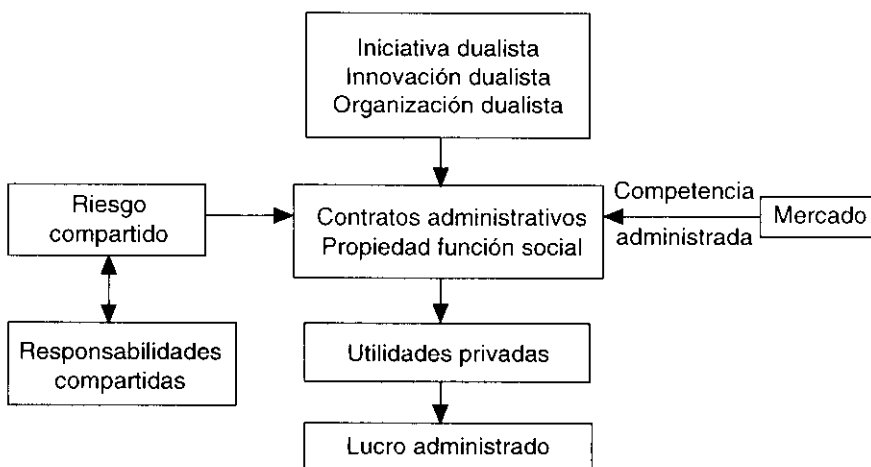 Iniciativa dualista
Innovación dualista
Organización dualista
Riesgo
compartido
Contratos administrativos
Propiedad función social
Competencia
administrada
Mercado
Responsabilidades
compartidas
Utilidades privadas
Lucro administrado